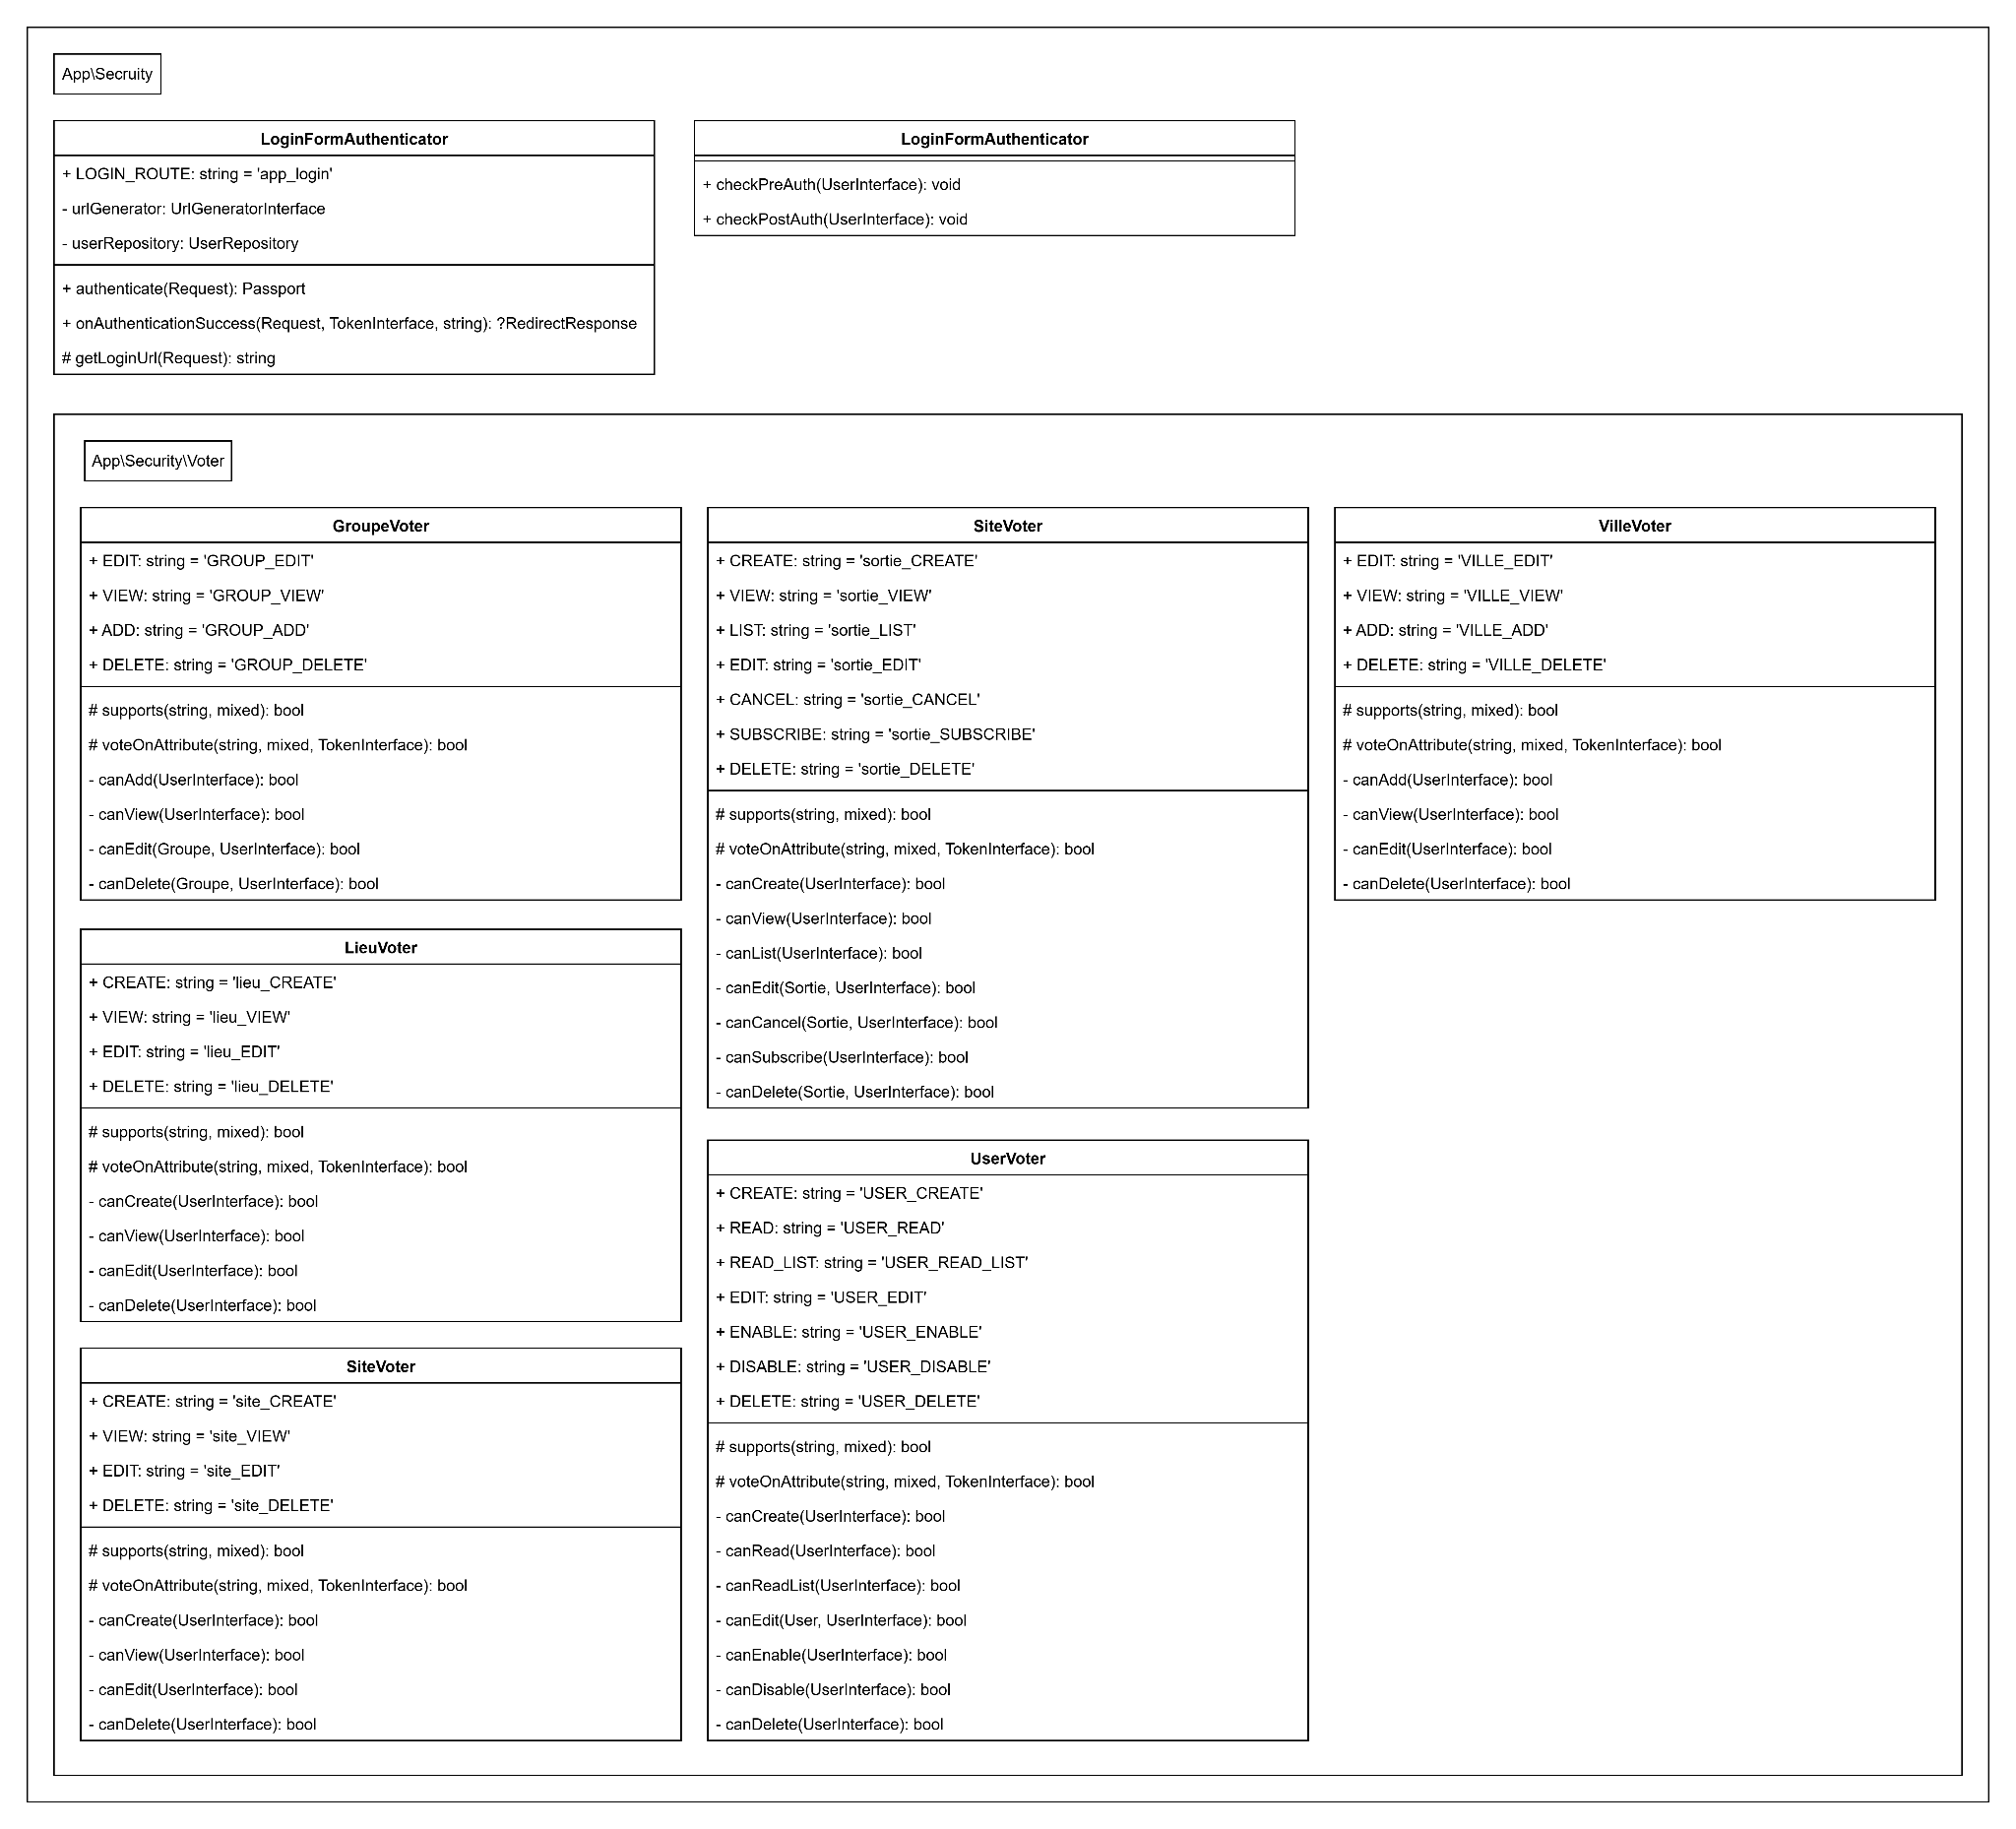 App\Secruity
LoginFormAuthenticator
+ LOGIN_ROUTE: string = 'app_login'
- urlGenerator: UrlGeneratorInterface
- userRepository: UserRepository
+ authenticate(Request): Passport
+ onAuthenticationSuccess(Request, TokenInterface, string): ?RedirectResponse
# getLoginUrl(Request): string
LoginFormAuthenticator
+ checkPreAuth(UserInterface): void
+ checkPostAuth(UserInterface): void
App\Security\Voter
GroupeVoter
+ EDIT: string = 'GROUP_EDIT'
+ VIEW: string = 'GROUP_VIEW'
+ ADD: string = 'GROUP_ADD'
+ DELETE: string = 'GROUP_DELETE'
# supports(string, mixed): bool
# voteOnAttribute(string, mixed, TokenInterface): bool
- canAdd(UserInterface): bool
- canView(UserInterface): bool
- canEdit(Groupe, UserInterface): bool
- canDelete(Groupe, UserInterface): bool
LieuVoter
+ CREATE: string = 'lieu_CREATE'
+ VIEW: string = 'lieu_VIEW'
+ EDIT: string = 'lieu_EDIT'
+ DELETE: string = 'lieu_DELETE'
# supports(string, mixed): bool
# voteOnAttribute(string, mixed, TokenInterface): bool
- canCreate(UserInterface): bool
- canView(UserInterface): bool
- canEdit(UserInterface): bool
- canDelete(UserInterface): bool
SiteVoter
+ CREATE: string = 'site_CREATE'
+ VIEW: string = 'site_VIEW'
+ EDIT: string = 'site_EDIT'
+ DELETE: string = 'site_DELETE'
# supports(string, mixed): bool
# voteOnAttribute(string, mixed, TokenInterface): bool
- canCreate(UserInterface): bool
- canView(UserInterface): bool
- canEdit(UserInterface): bool
- canDelete(UserInterface): bool
SiteVoter
+ CREATE: string = 'sortie_CREATE'
+ VIEW: string = 'sortie_VIEW'
+ LIST: string = 'sortie_LIST'
+ EDIT: string = 'sortie_EDIT'
+ CANCEL: string = 'sortie_CANCEL'
+ SUBSCRIBE: string = 'sortie_SUBSCRIBE'
+ DELETE: string = 'sortie_DELETE'
# supports(string, mixed): bool
# voteOnAttribute(string, mixed, TokenInterface): bool
- canCreate(UserInterface): bool
- canView(UserInterface): bool
- canList(UserInterface): bool
- canEdit(Sortie, UserInterface): bool
- canCancel(Sortie, UserInterface): bool
- canSubscribe(UserInterface): bool
- canDelete(Sortie, UserInterface): bool
UserVoter
+ CREATE: string = 'USER_CREATE'
+ READ: string = 'USER_READ'
+ READ_LIST: string = 'USER_READ_LIST'
+ EDIT: string = 'USER_EDIT'
+ ENABLE: string = 'USER_ENABLE'
+ DISABLE: string = 'USER_DISABLE'
+ DELETE: string = 'USER_DELETE'
# supports(string, mixed): bool
# voteOnAttribute(string, mixed, TokenInterface): bool
- canCreate(UserInterface): bool
- canRead(UserInterface): bool
- canReadList(UserInterface): bool
- canEdit(User, UserInterface): bool
- canEnable(UserInterface): bool
- canDisable(UserInterface): bool
- canDelete(UserInterface): bool
VilleVoter
+ EDIT: string = 'VILLE_EDIT'
+ VIEW: string = 'VILLE_VIEW'
+ ADD: string = 'VILLE_ADD'
+ DELETE: string = 'VILLE_DELETE'
# supports(string, mixed): bool
# voteOnAttribute(string, mixed, TokenInterface): bool
- canAdd(UserInterface): bool
- canView(UserInterface): bool
- canEdit(UserInterface): bool
- canDelete(UserInterface): bool